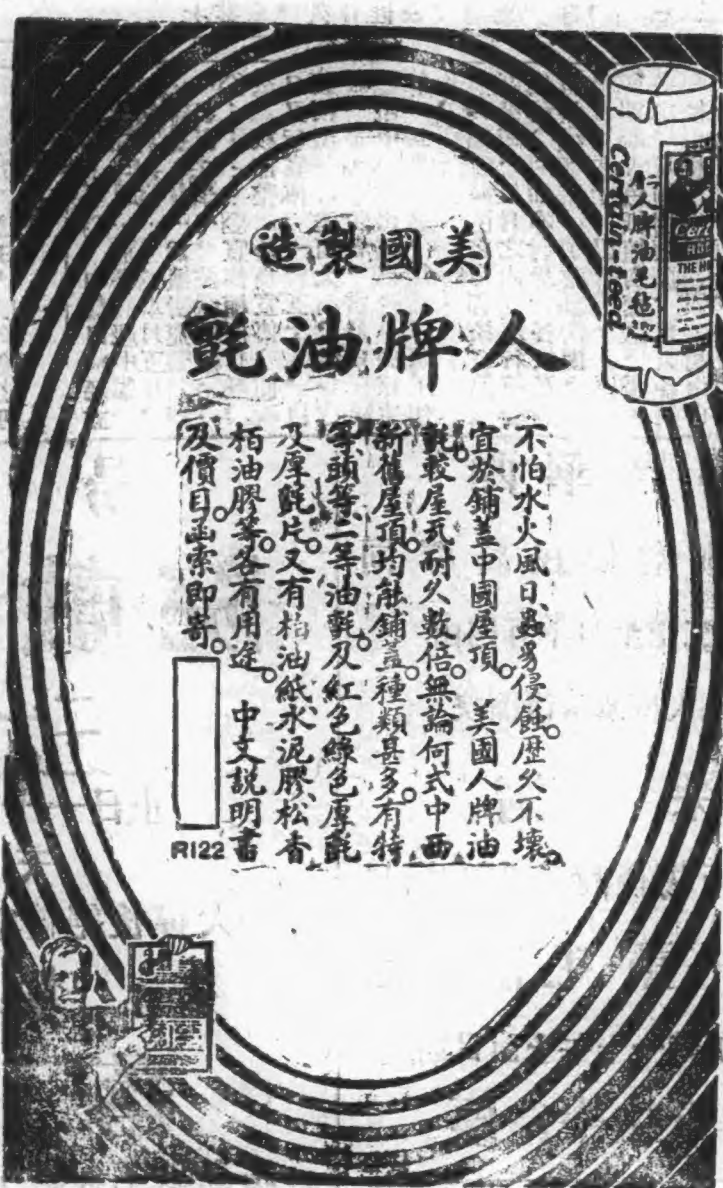 美國製造
人牌油氈
不怕水火風日、蟲蟻侵蝕。歷久不壞。
宜於鋪蓋中國屋頂。 美國人牌油
氈。較屋瓦耐久數倍。無論何式中西
新舊屋頂。均能鋪蓋。種類甚多。有特
等、頭等、二等、油氈。及紅色綠色厚氈
及厚氈片。又有柏油紙、水泥膠、松香
柏油膠等。各有用途。 中文說明書
及價目。函索即寄。
R122
人牌油毛毡
Certain-teed
Cert
THE